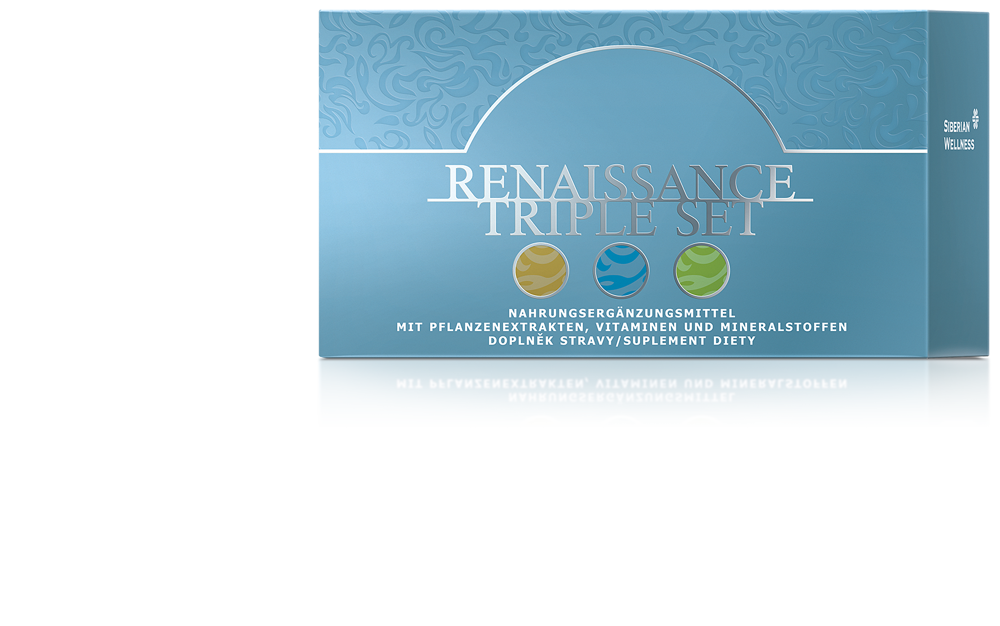 RENAISSANCE
TRIPLE SET
NAHRUNGSERGÄNZUNGSMITTEL
MIT PFLANZENEXTRAKTEN, VITAMINEN UND MINERALSTOFFEN
DOPLNĚK STRAVY/SUPLEMENT DIETY
SIBERIAN
WELLNESS